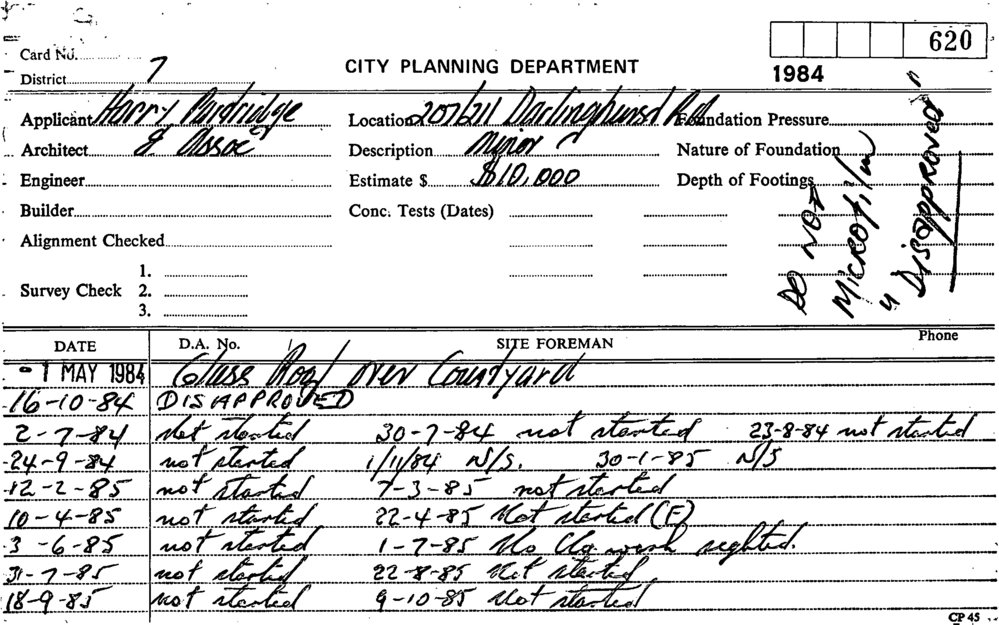 620
Card No.
District 7
CITY PLANNING DEPARTMENT
1984
Applicant Harry Partridge
Location 207/211 Darlinghurst Rd
Foundation Pressure
Architect & Assoc
Description Minor
Nature of Foundation
Engineer
Estimate $ $10,000
Depth of Footings
Builder
Conc. Tests (Dates)
Alignment Checked
1.
Survey Check 2.
3.
DO NOT
Microfilm
" Disapproved"
DATE D.A. No. SITE FOREMAN Phone
- 1 MAY 1984 Glass Roof over Courtyard
16-10-84 DISAPPROVED
2-7-84 Not started 30-7-84 not started 23-8-84 not started
24-9-84 not started 1/11/84 N/S. 30-1-85 N/S
12-2-85 not started 7-3-85 not started
10-4-85 not started 22-4-85 Not started (F)
3-6-85 not started 1-7-85 No work sighted.
31-7-85 not started 22-8-85 Not started
18-9-85 not started 9-10-85 Not started
CP 45